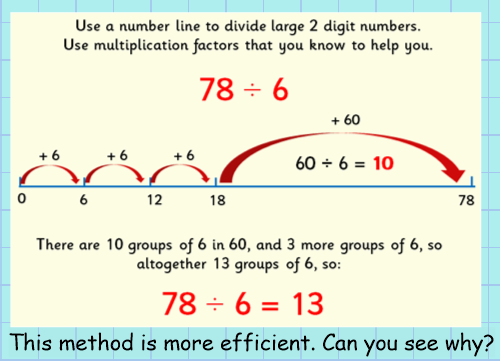 Use a number line to divide large 2 digit numbers.
Use multiplication factors that you know to help you.
78 ÷ 6
+ 60
+ 6 + 6 + 6
60 ÷ 6 = 10
0 6 12 18 78
There are 10 groups of 6 in 60, and 3 more groups of 6, so
altogether 13 groups of 6, so:
78 ÷ 6 = 13
This method is more efficient. Can you see why?